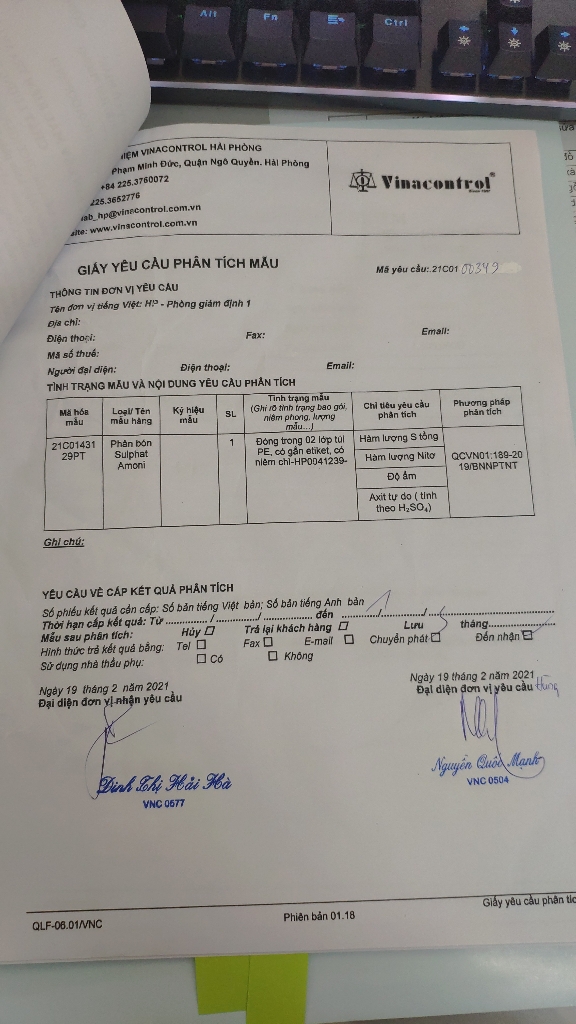 Alt
Fn
Ctrl
IỆM VINACONTROL HẢI PHÒNG
Phạm Minh Đức, Quận Ngô Quyền. Hải Phòng
+84 225.3760072
225.3652776
lab_hp@vinacontrol.com.vn
site: www.vinacontrol.com.vn
Vinacontrol®
GIẤY YÊU CẦU PHÂN TÍCH MẪU
Mã yêu cầu:.21C01 00349
THÔNG TIN ĐƠN VỊ YÊU CẦU
Tên đơn vị tiếng Việt: HP - Phòng giám định 1
Địa chỉ:
Điện thoại: Fax: Email:
Mã số thuế:
Người đại diện: Điện thoại: Email:
TÌNH TRẠNG MẪU VÀ NỘI DUNG YÊU CẦU PHÂN TÍCH
Mã hóa mẫu
Loại/ Tên mẫu hàng
Ký hiệu mẫu
SL
Tình trạng mẫu
(Ghi rõ tình trạng bao gói, niêm phong, lượng mẫu...)
Chỉ tiêu yêu cầu phân tích
Phương pháp phân tích
21C01431
29PT
Phân bón
Sulphat
Amoni
1
Đóng trong 02 lớp túi
PE, có gắn etiket, có
niêm chì-HP0041239-
Hàm lượng S tổng
Hàm lượng Nitơ
Độ ẩm
Axit tự do ( tính
theo H₂SO₄)
QCVN01:189-20
19/BNNPTNT
Ghi chú:
YÊU CẦU VỀ CẤP KẾT QUẢ PHÂN TÍCH
Số phiếu kết quả cần cấp: Số bản tiếng Việt bản; Số bản tiếng Anh bản
Thời hạn cấp kết quả: Từ ............ / ............/ ................ đến ............/............/
Mẫu sau phân tích: Hủy ☐ Trả lại khách hàng ☐ Lưu tháng
Hình thức trả kết quả bằng: Tel ☐ Fax ☐ E-mail ☐ Chuyển phát ☐ Đến nhận ☐
Sử dụng nhà thầu phụ: ☐ Có ☐ Không
Ngày 19 tháng 2 năm 2021
Đại diện đơn vị nhận yêu cầu
Đinh Thị Hải Hà
VNC 0577
Ngày 19 tháng 2 năm 2021
Đại diện đơn vị yêu cầu Hùng
Nguyễn Quốc Mạnh
VNC 0504
QLF-06.01/VNC
Phiên bản 01.18
Giấy yêu cầu phân tíc